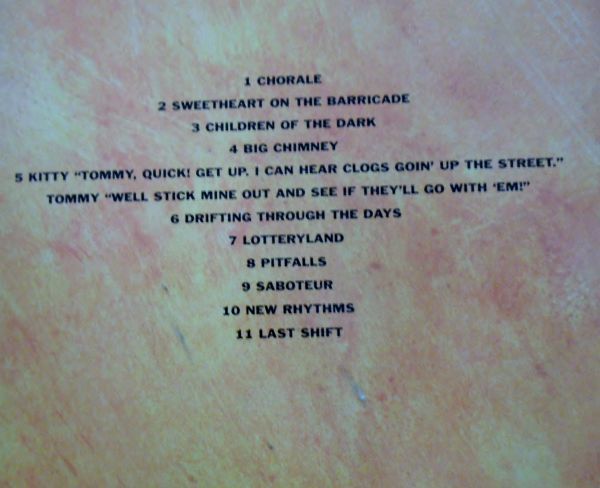 1 CHORALE
2 SWEETHEART ON THE BARRICADE
3 CHILDREN OF THE DARK
4 BIG CHIMNEY
5 KITTY "TOMMY, QUICK! GET UP. I CAN HEAR CLOGS GOIN' UP THE STREET."
TOMMY "WELL STICK MINE OUT AND SEE IF THEY'LL GO WITH 'EM!"
6 DRIFTING THROUGH THE DAYS
7 LOTTERYLAND
8 PITFALLS
9 SABOTEUR
10 NEW RHYTHMS
11 LAST SHIFT